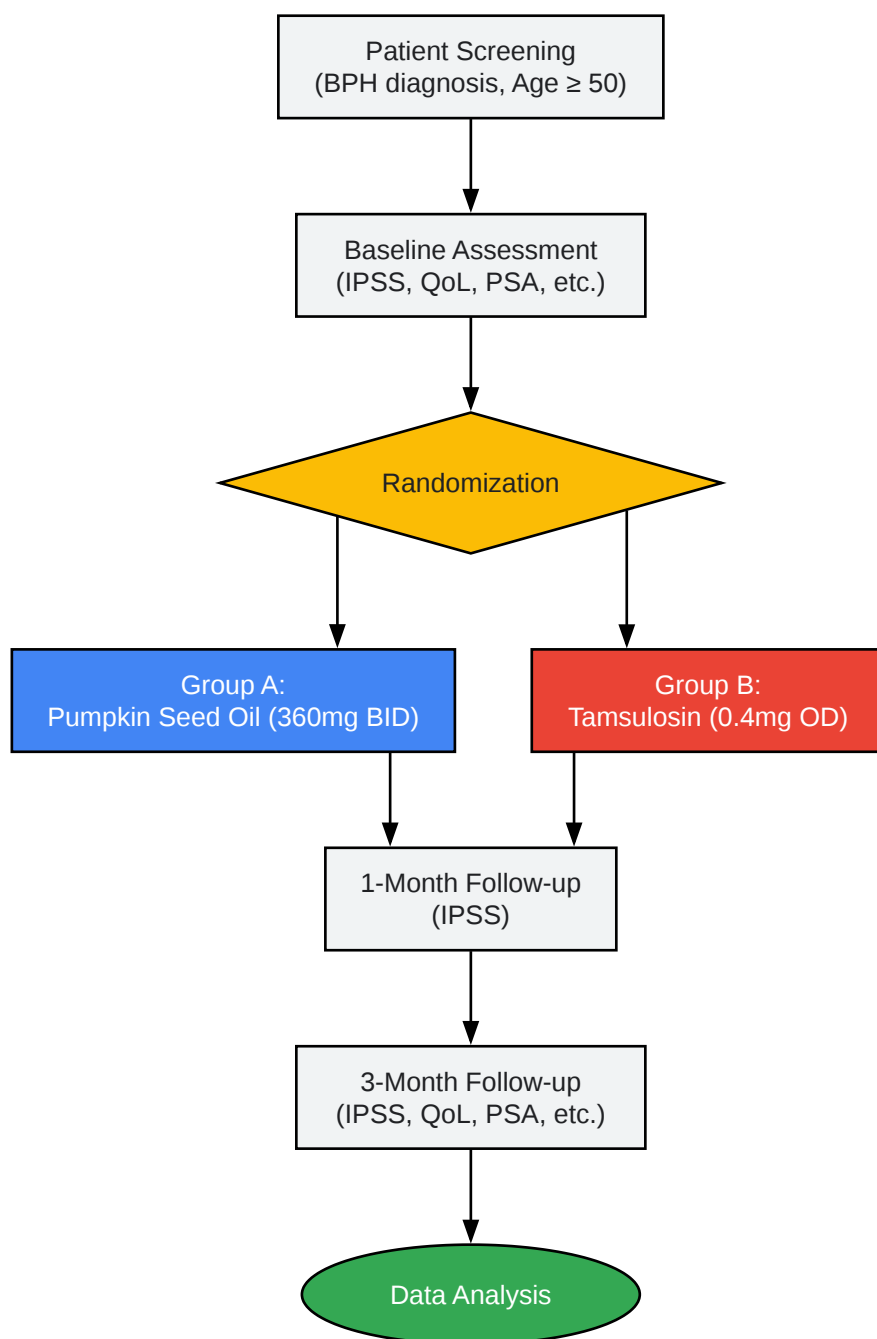 Patient Screening
(BPH diagnosis, Age ≥ 50)
Baseline Assessment
(IPSS, QoL, PSA, etc.)
Randomization
Group A:
Pumpkin Seed Oil (360mg BID)
Group B:
Tamsulosin (0.4mg OD)
1-Month Follow-up
(IPSS)
3-Month Follow-up
(IPSS, QoL, PSA, etc.)
Data Analysis